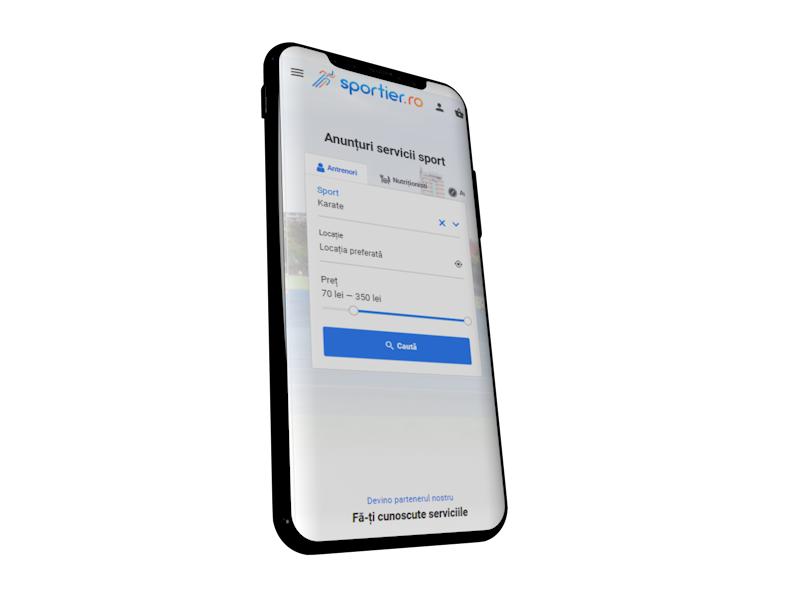 sportier.ro
Anunțuri servicii sport
Antrenori
Nutriționiști
Sport
Karate
Locație
Locația preferată
Preț
70 lei — 350 lei
Caută
Devino partenerul nostru
Fă-ți cunoscute serviciile